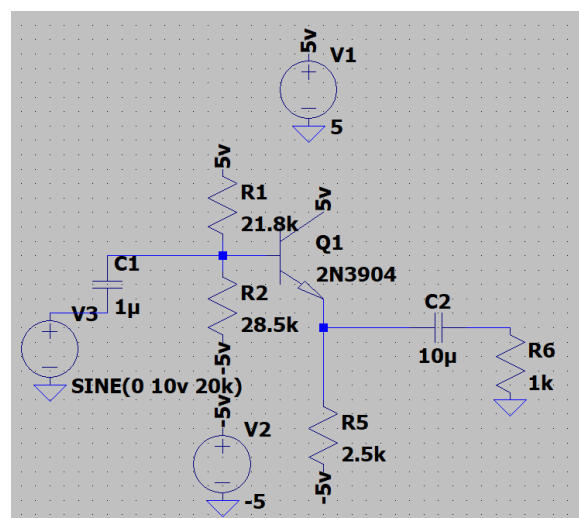 5v
V1
5
5v
R1
21.8k
5v
Q1
2N3904
C1
1µ
R2
28.5k
V3
SINE(0 10v 20k)
-5v
C2
10µ
R6
1k
-5v
V2
-5
R5
2.5k
-5v